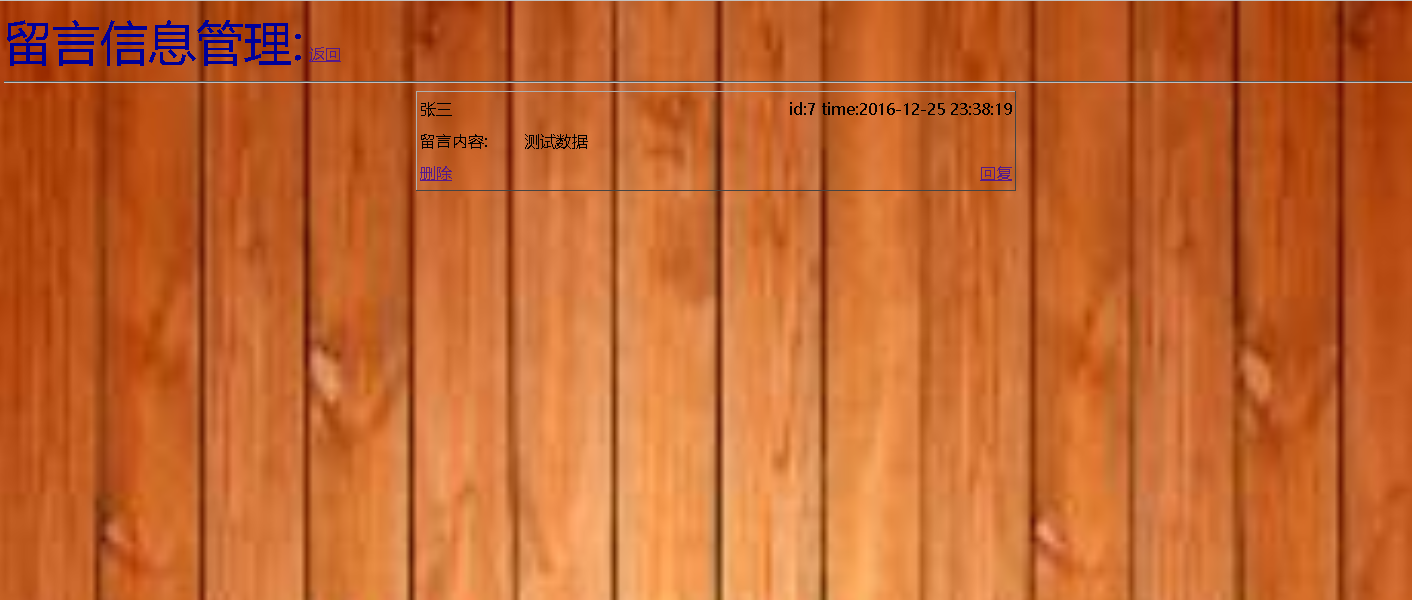 留言信息管理: 返回
张三 id:7 time:2016-12-25 23:38:19
留言内容: 测试数据
删除 回复